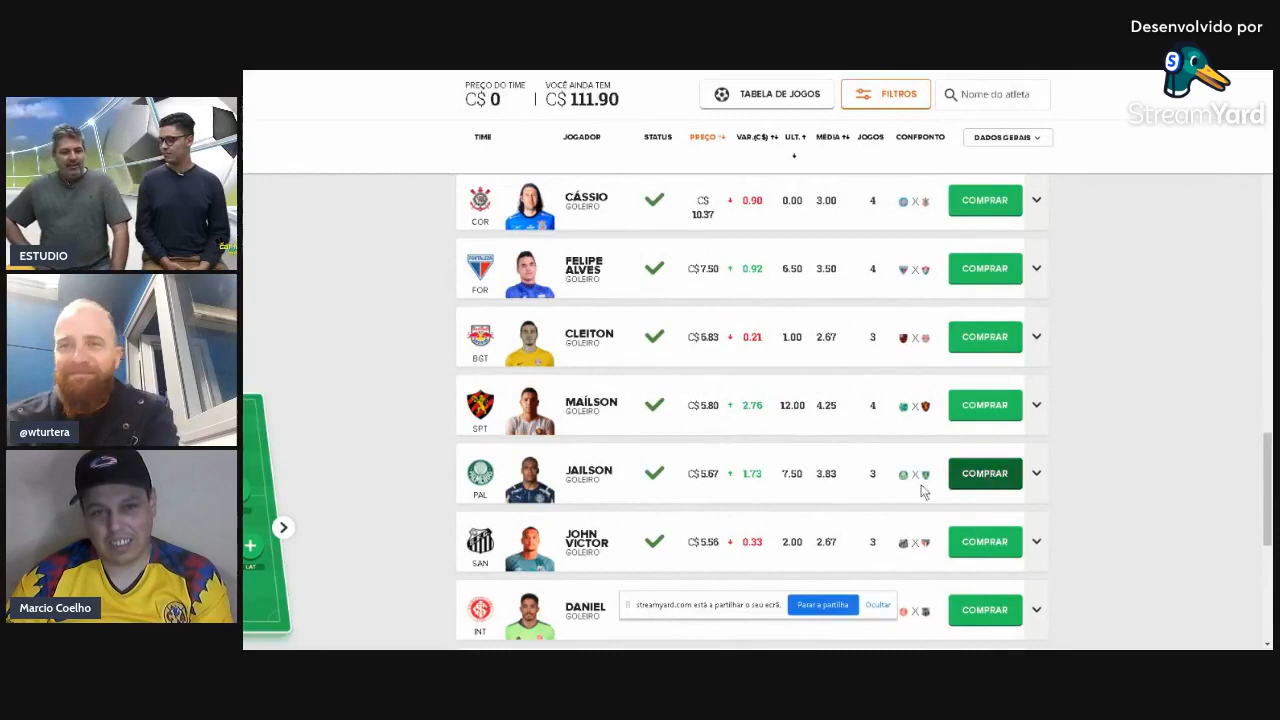 Desenvolvido por
StreamYard
PREÇO DO TIME
C$ 0
VOCÊ AINDA TEM
C$ 111.90
TABELA DE JOGOS
FILTROS
Nome do atleta
TIME JOGADOR STATUS PREÇO VAR.(C$) ÚLT. MÉDIA JOGOS CONFRONTO DADOS GERAIS
COR CÁSSIO GOLEIRO C$ 10.37 0.90 0.00 3.00 4 X COMPRAR
FORTALEZA FOR FELIPE ALVES GOLEIRO C$ 7.50 0.92 6.50 3.50 4 X COMPRAR
BGT CLEITON GOLEIRO C$ 5.83 0.21 1.00 2.67 3 X COMPRAR
SPT MAÍLSON GOLEIRO C$ 5.80 2.76 12.00 4.25 4 X COMPRAR
PAL JAILSON GOLEIRO C$ 5.67 1.73 7.50 3.83 3 X COMPRAR
SAN JOHN VICTOR GOLEIRO C$ 5.56 0.33 2.00 2.67 3 X COMPRAR
INT DANIEL GOLEIRO X COMPRAR
streamyard.com está a partilhar o seu ecrã. Parar a partilha Ocultar
LAT
ESTUDIO
@wturtera
Marcio Coelho